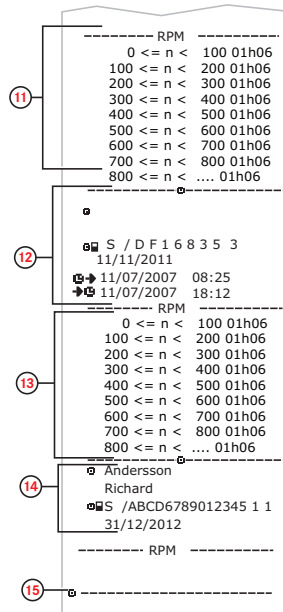 -------- RPM --------
0 <= n < 100 01h06
100 <= n < 200 01h06
200 <= n < 300 01h06
300 <= n < 400 01h06
400 <= n < 500 01h06
500 <= n < 600 01h06
600 <= n < 700 01h06
700 <= n < 800 01h06
800 <= n < .... 01h06
11
S /DF168353
11/11/2011
12
11/07/2007 08:25
11/07/2007 18:12
-------- RPM --------
0 <= n < 100 01h06
100 <= n < 200 01h06
200 <= n < 300 01h06
300 <= n < 400 01h06
400 <= n < 500 01h06
500 <= n < 600 01h06
600 <= n < 700 01h06
700 <= n < 800 01h06
800 <= n < .... 01h06
13
Andersson
Richard
14
S /ABCD6789012345 1 1
31/12/2012
-------- RPM --------
15